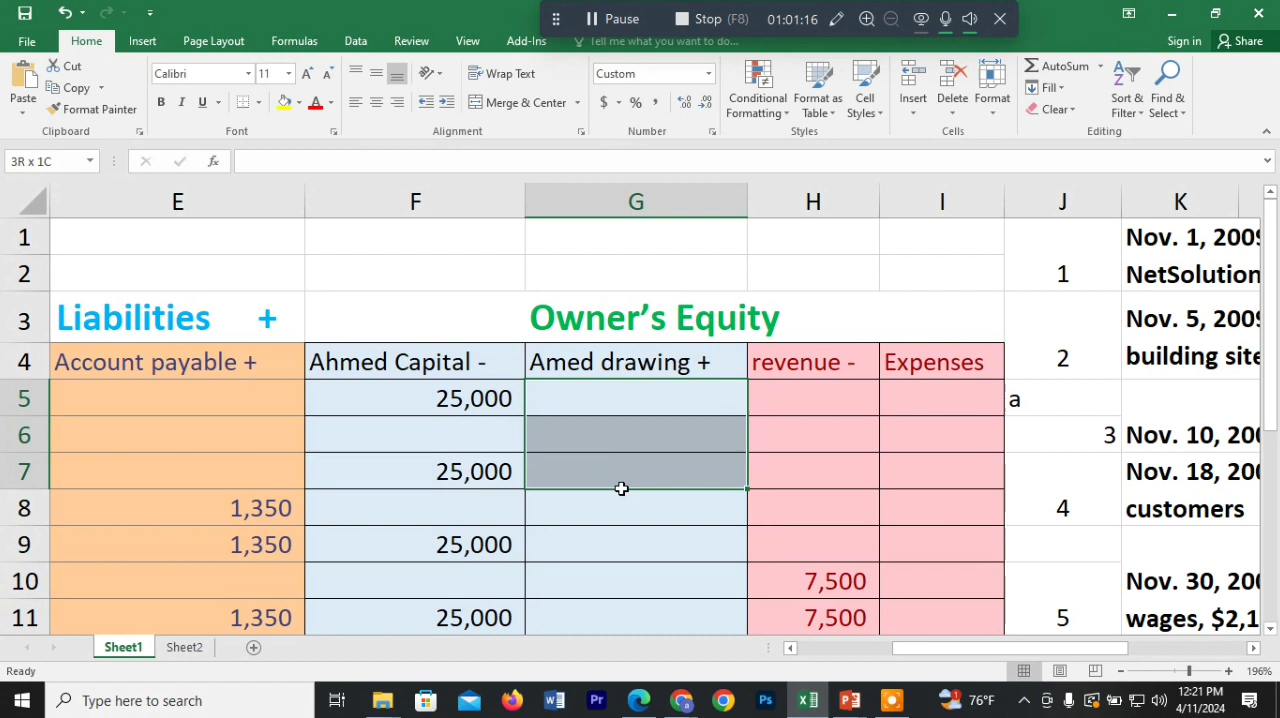 Pause
Stop (F8)
01:01:16
File
Home
Insert
Page Layout
Formulas
Data
Review
View
Add-Ins
Tell me what you want to do...
Sign in
Share
Paste
Cut
Copy
Format Painter
Clipboard
Calibri
11
B I U
Font
Wrap Text
Merge & Center
Alignment
Custom
$ % ,
Number
Conditional Formatting
Format as Table
Cell Styles
Styles
Insert
Delete
Format
Cells
AutoSum
Fill
Clear
Sort & Filter
Find & Select
Editing
3R x 1C
fx
E F G H I J K
1 Nov. 1, 2009
2 1 NetSolution
3 Liabilities + Owner's Equity Nov. 5, 2009
4 Account payable + Ahmed Capital - Amed drawing + revenue - Expenses 2 building site
5 25,000 a
6 3 Nov. 10, 200
7 25,000 Nov. 18, 200
8 1,350 4 customers
9 1,350 25,000
10 7,500 Nov. 30, 200
11 1,350 25,000 7,500 5 wages, $2,1
Sheet1
Sheet2
Ready
196%
Type here to search
76°F
12:21 PM
4/11/2024